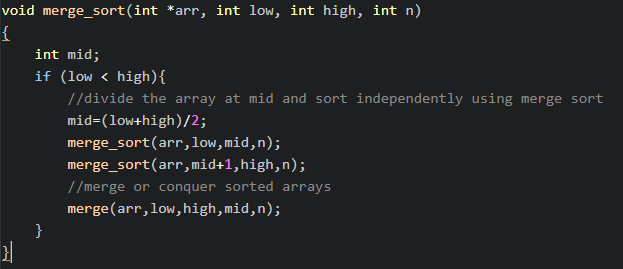 void merge_sort(int *arr, int low, int high, int n)
{
    int mid;
    if (low < high){
        //divide the array at mid and sort independently using merge sort
        mid=(low+high)/2;
        merge_sort(arr,low,mid,n);
        merge_sort(arr,mid+1,high,n);
        //merge or conquer sorted arrays
        merge(arr,low,high,mid,n);
    }
}